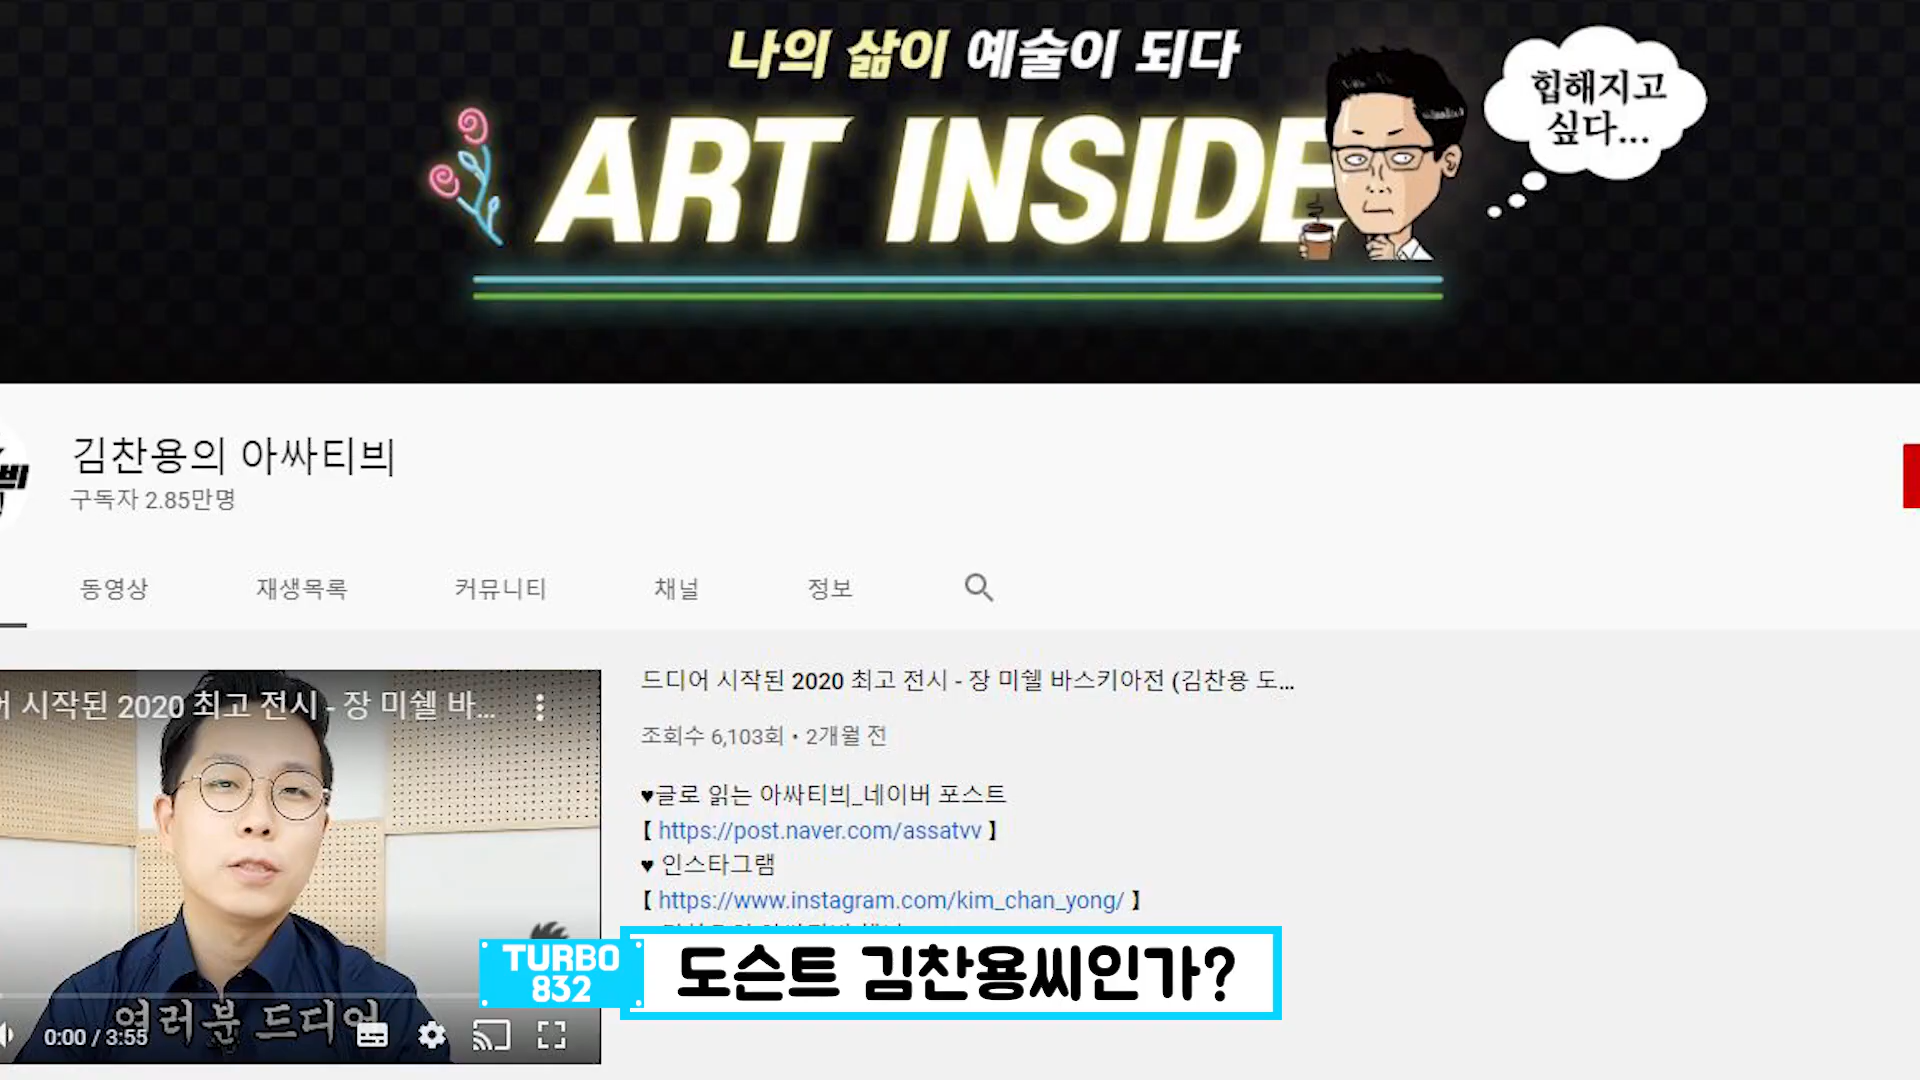 나의 삶이 예술이 되다
ART INSIDE
힙해지고
싶다...
김찬용의 아싸티븨
구독자 2.85만명
동영상 재생목록 커뮤니티 채널 정보
시작된 2020 최고 전시 - 장 미쉘 바...
드디어 시작된 2020 최고 전시 - 장 미쉘 바스키아전 (김찬용 도...
조회수 6,103회 • 2개월 전
♥글로 읽는 아싸티븨_네이버 포스트
【 https://post.naver.com/assatvv 】
♥ 인스타그램
【 https://www.instagram.com/kim_chan_yong/ 】
여러분 드디어
0:00 / 3:55
TURBO
832
도슨트 김찬용씨인가?